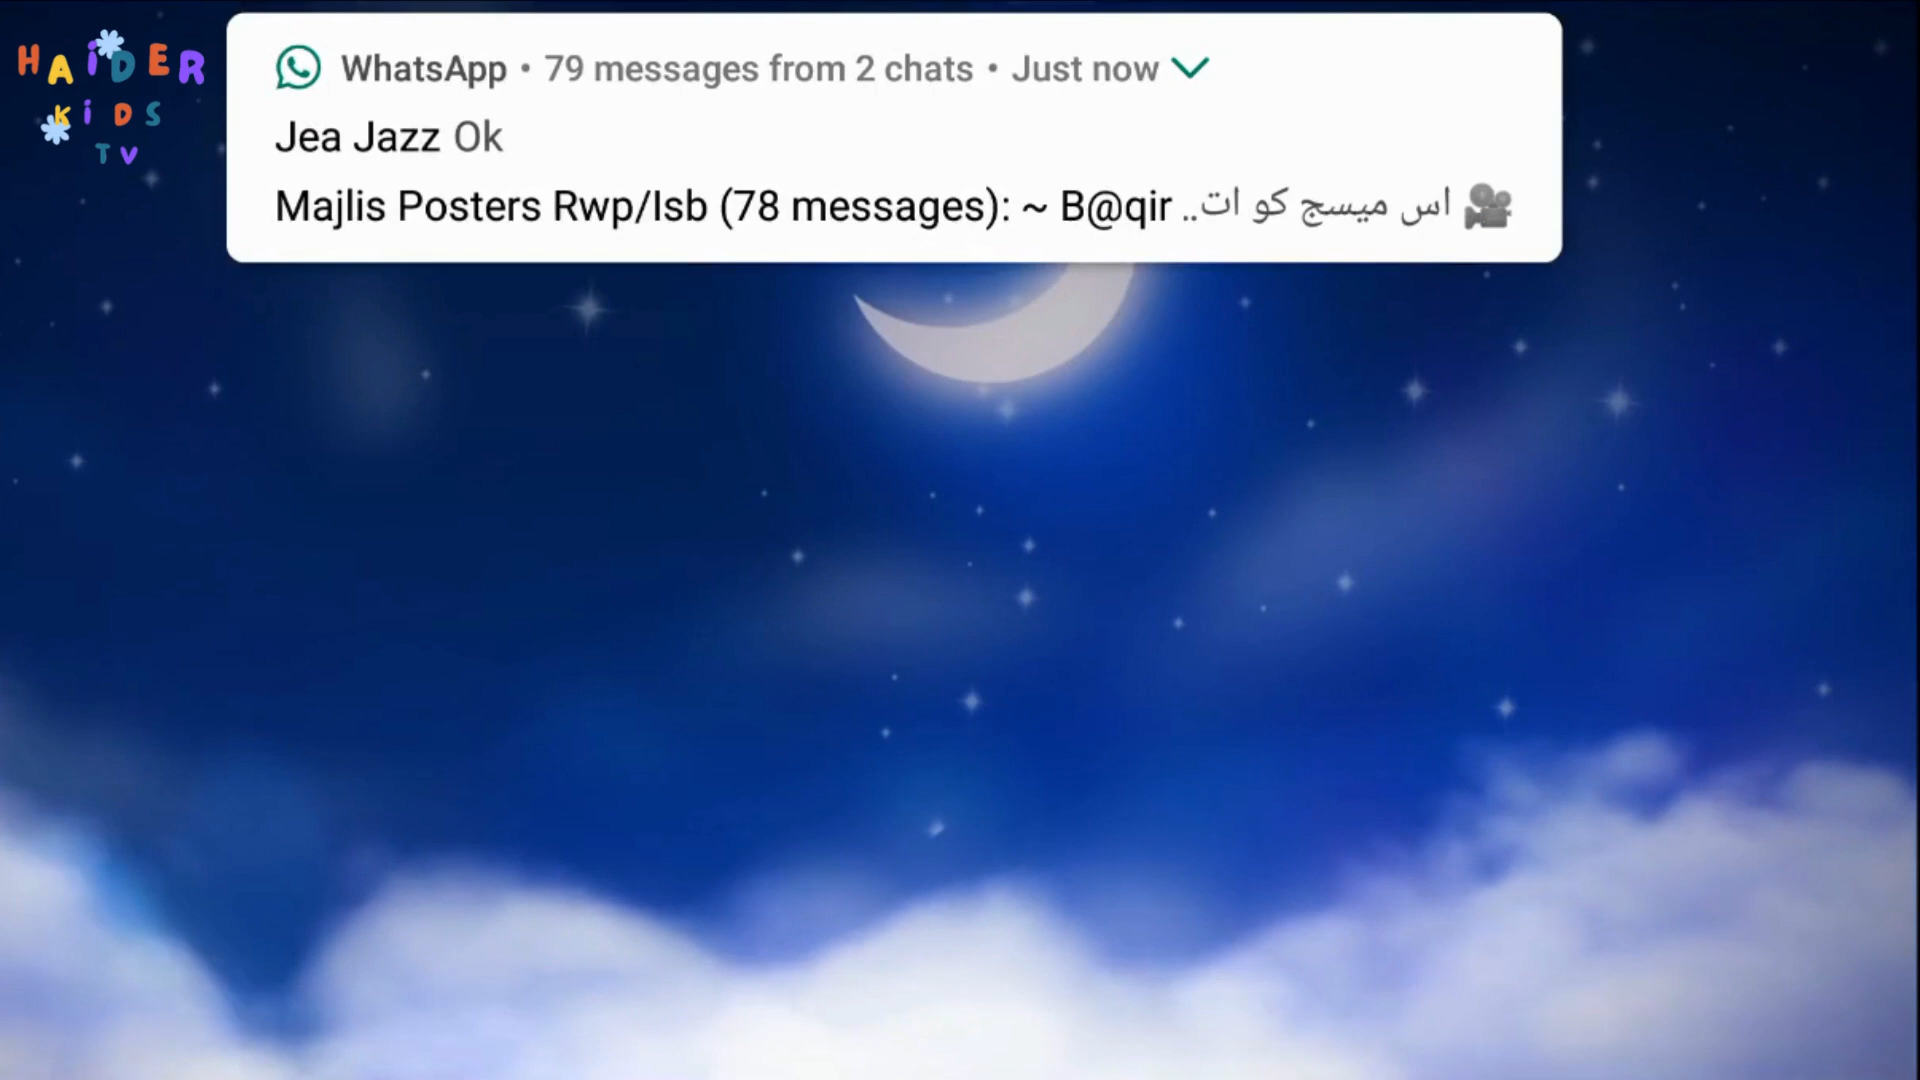 HAiDER
KiDS
TV
WhatsApp • 79 messages from 2 chats • Just now
Jea Jazz Ok
Majlis Posters Rwp/Isb (78 messages): ~ B@qir 🎥 اس میسج کو ات..